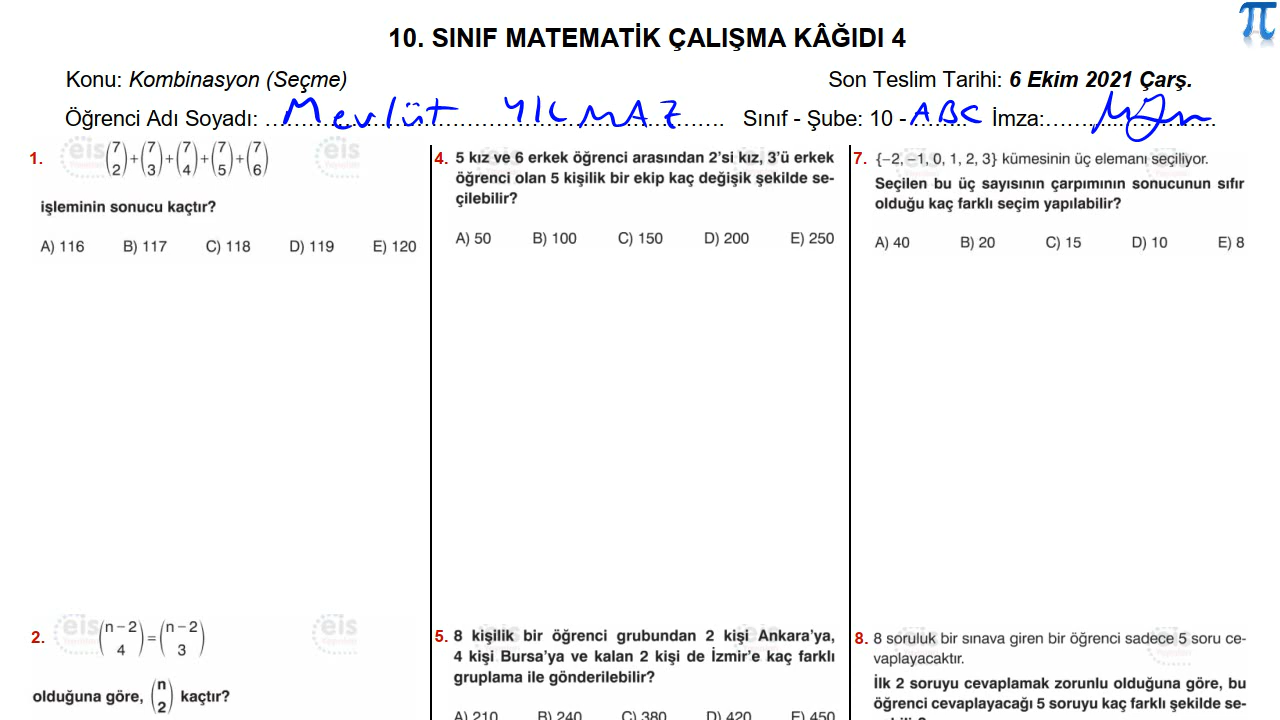 π
10. SINIF MATEMATİK ÇALIŞMA KÂĞIDI 4
Konu: Kombinasyon (Seçme)
Son Teslim Tarihi: 6 Ekim 2021 Çarş.
Öğrenci Adı Soyadı: Mevlüt YILMAZ Sınıf - Şube: 10 - ABC İmza:
1. (7 2) + (7 3) + (7 4) + (7 5) + (7 6)
işleminin sonucu kaçtır?
A) 116 B) 117 C) 118 D) 119 E) 120
2. (n – 2 4) = (n – 2 3)
olduğuna göre, (n 2) kaçtır?
4. 5 kız ve 6 erkek öğrenci arasından 2'si kız, 3'ü erkek
öğrenci olan 5 kişilik bir ekip kaç değişik şekilde se-
çilebilir?
A) 50 B) 100 C) 150 D) 200 E) 250
5. 8 kişilik bir öğrenci grubundan 2 kişi Ankara'ya,
4 kişi Bursa'ya ve kalan 2 kişi de İzmir'e kaç farklı
gruplama ile gönderilebilir?
A) 210 B) 240 C) 380 D) 420 E) 450
7. {–2, –1, 0, 1, 2, 3} kümesinin üç elemanı seçiliyor.
Seçilen bu üç sayısının çarpımının sonucunun sıfır
olduğu kaç farklı seçim yapılabilir?
A) 40 B) 20 C) 15 D) 10 E) 8
8. 8 soruluk bir sınava giren bir öğrenci sadece 5 soru ce-
vaplayacaktır.
İlk 2 soruyu cevaplamak zorunlu olduğuna göre, bu
öğrenci cevaplayacağı 5 soruyu kaç farklı şekilde se-